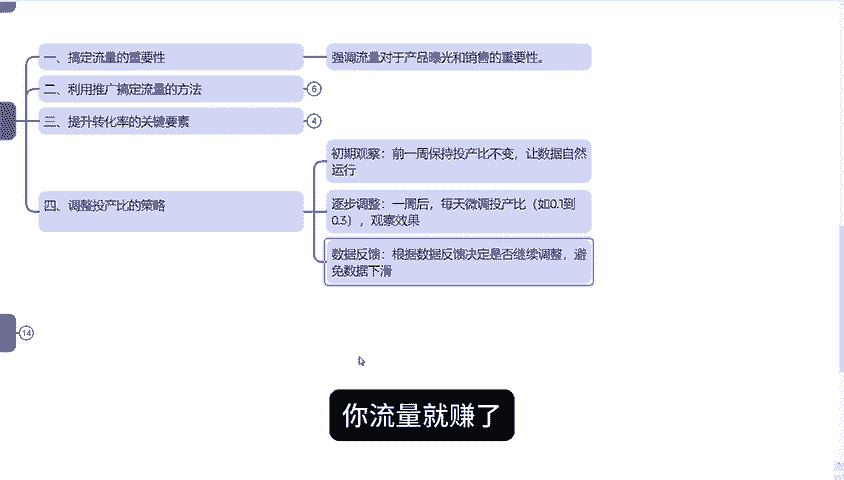 一、搞定流量的重要性
强调流量对于产品曝光和销售的重要性。
二、利用推广搞定流量的方法
6
三、提升转化率的关键要素
4
四、调整投产比的策略
初期观察：前一周保持投产比不变，让数据自然
运行
逐步调整：一周后，每天微调投产比（如0.1到
0.3），观察效果
数据反馈：根据数据反馈决定是否继续调整，避
免数据下滑
14
你流量就赚了